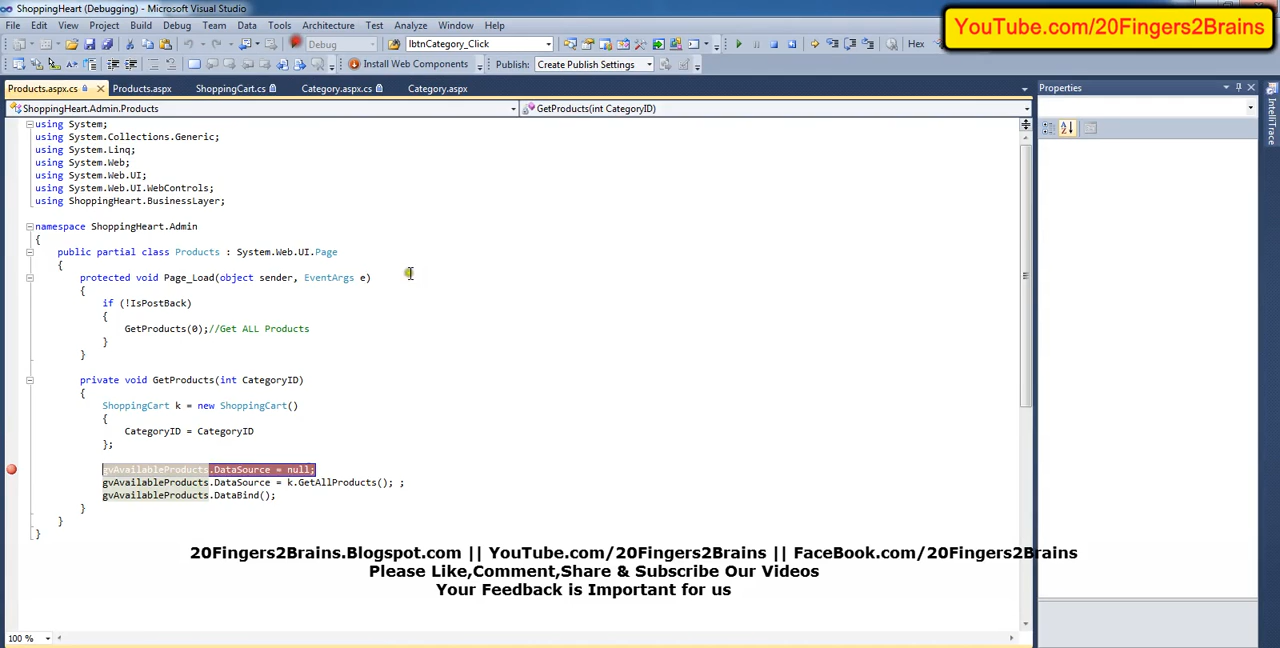 ShoppingHeart (Debugging) - Microsoft Visual Studio
YouTube.com/20Fingers2Brains
File Edit View Project Build Debug Team Data Tools Architecture Test Analyze Window Help
Debug lbtnCategory_Click Hex
Install Web Components Publish: Create Publish Settings
Products.aspx.cs Products.aspx ShoppingCart.cs Category.aspx.cs Category.aspx
Properties
ShoppingHeart.Admin.Products GetProducts(int CategoryID)
IntelliTrace
using System;
using System.Collections.Generic;
using System.Linq;
using System.Web;
using System.Web.UI;
using System.Web.UI.WebControls;
using ShoppingHeart.BusinessLayer;
namespace ShoppingHeart.Admin
{
public partial class Products : System.Web.UI.Page
{
protected void Page_Load(object sender, EventArgs e)
{
if (!IsPostBack)
{
GetProducts(0);//Get ALL Products
}
}
private void GetProducts(int CategoryID)
{
ShoppingCart k = new ShoppingCart()
{
CategoryID = CategoryID
};
gvAvailableProducts.DataSource = null;
gvAvailableProducts.DataSource = k.GetAllProducts(); ;
gvAvailableProducts.DataBind();
}
}
}
20Fingers2Brains.Blogspot.com || YouTube.com/20Fingers2Brains || FaceBook.com/20Fingers2Brains
Please Like,Comment,Share & Subscribe Our Videos
Your Feedback is Important for us
100 %